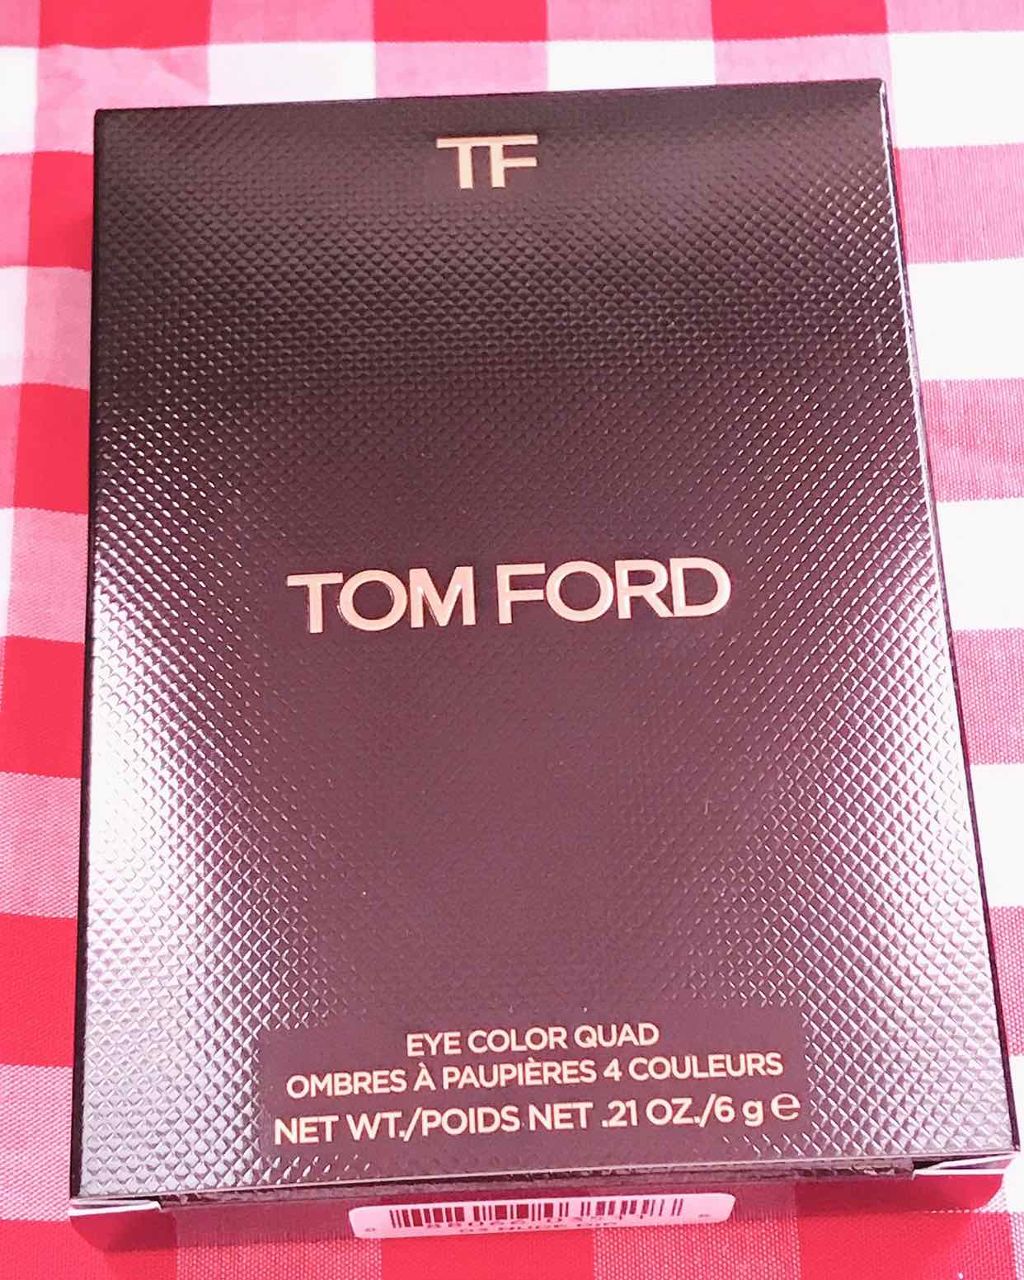 TF
TOM FORD
EYE COLOR QUAD
OMBRES À PAUPIÈRES 4 COULEURS
NET WT./POIDS NET .21 OZ./6 g ℮